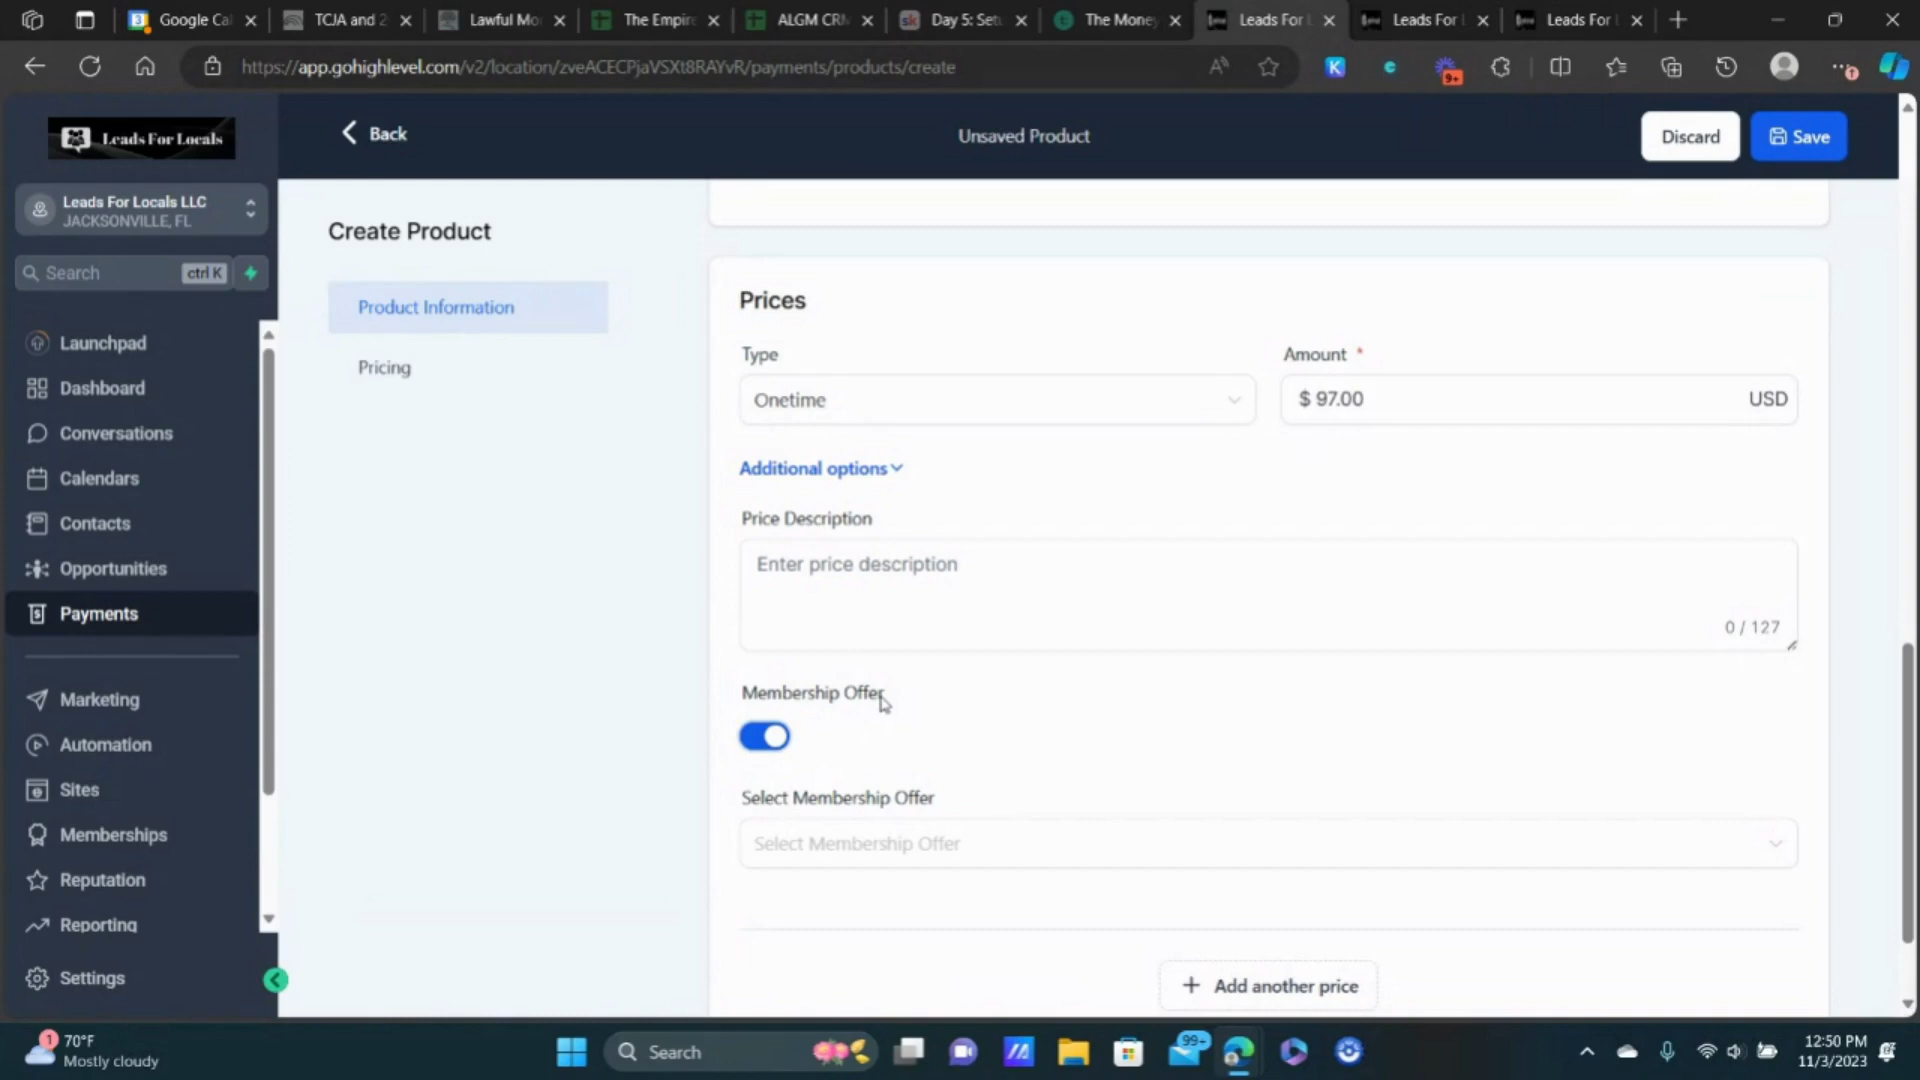 Google Cal
TCJA and 2
Lawful Mo
The Empire
ALGM CRM
Day 5: Setu
The Money
Leads For L
Leads For L
Leads For L
https://app.gohighlevel.com/v2/location/zveACECPjaVSXt8RAYvR/payments/products/create
9+
Leads For Locals
Back
Unsaved Product
Discard
Save
Leads For Locals LLC
JACKSONVILLE, FL
Search
ctrl K
Launchpad
Dashboard
Conversations
Calendars
Contacts
Opportunities
Payments
Marketing
Automation
Sites
Memberships
Reputation
Reporting
Settings
Create Product
Product Information
Pricing
Prices
Type
Amount *
Onetime
$ 97.00
USD
Additional options
Price Description
Enter price description
0 / 127
Membership Offer
Select Membership Offer
Select Membership Offer
+ Add another price
1
70°F
Mostly cloudy
Search
99+
12:50 PM
11/3/2023